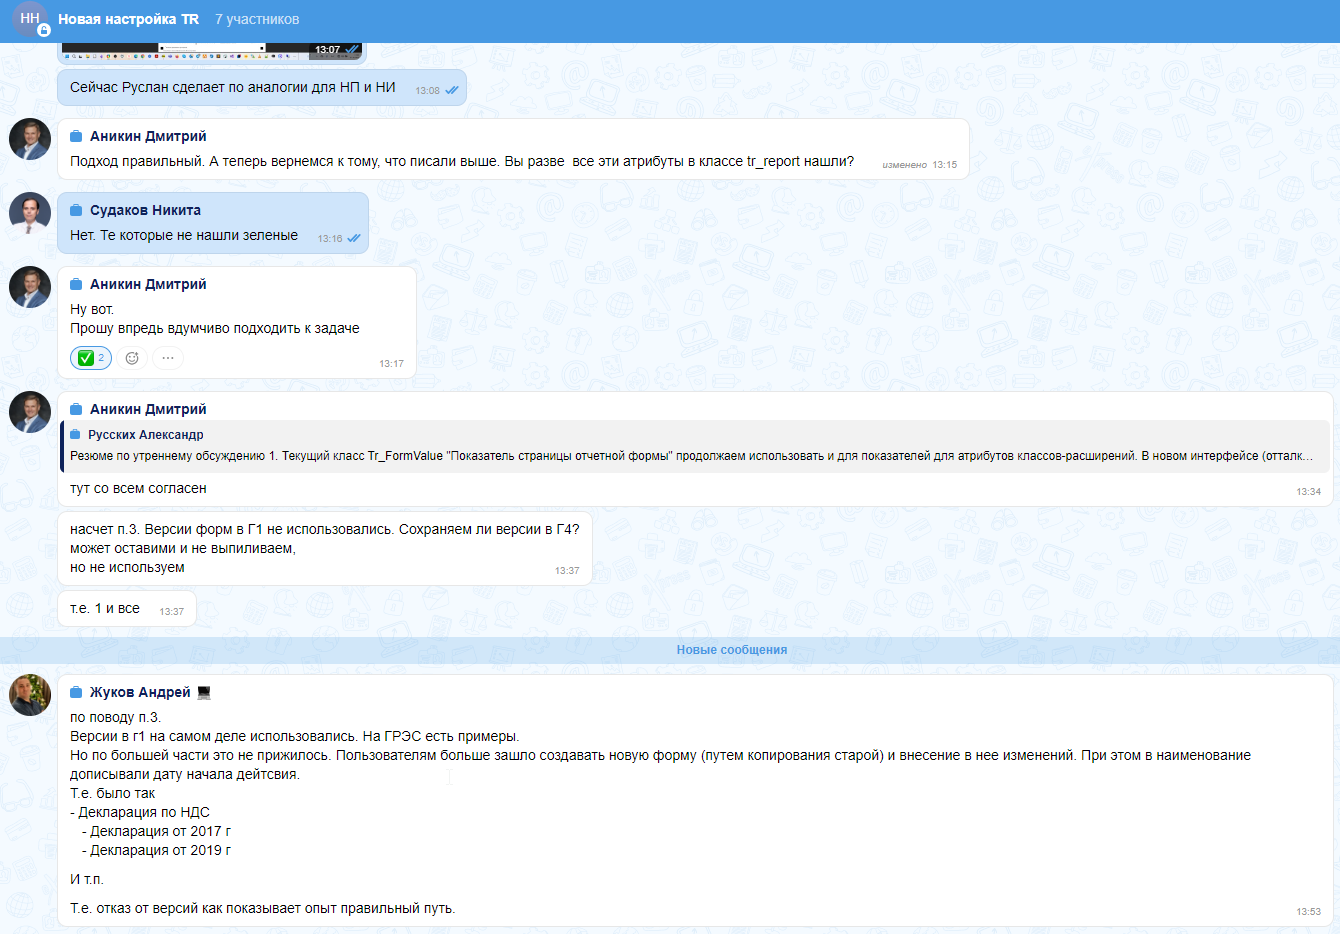 НН
Новая настройка TR 7 участников
13:07
Сейчас Руслан сделает по аналогии для НП и НИ 13:08
Аникин Дмитрий
Подход правильный. А теперь вернемся к тому, что писали выше. Вы разве  все эти атрибуты в классе tr_report нашли? изменено 13:15
Судаков Никита
Нет. Те которые не нашли зеленые 13:16
Аникин Дмитрий
Ну вот.
Прошу впредь вдумчиво подходить к задаче
2 ...
13:17
Аникин Дмитрий
Русских Александр
Резюме по утреннему обсуждению 1. Текущий класс Tr_FormValue "Показатель страницы отчетной формы" продолжаем использовать и для показателей для атрибутов классов-расширений. В новом интерфейсе (отталк...
тут со всем согласен 13:34
насчет п.3. Версии форм в Г1 не использовались. Сохраняем ли версии в Г4?
может оставими и не выпиливаем,
но не используем 13:37
т.е. 1 и все 13:37
Новые сообщения
Жуков Андрей
по поводу п.3.
Версии в г1 на самом деле использовались. На ГРЭС есть примеры.
Но по большей части это не прижилось. Пользователям больше зашло создавать новую форму (путем копирования старой) и внесение в нее изменений. При этом в наименование
дописывали дату начала дейтсвия.
Т.е. было так
- Декларация по НДС
- Декларация от 2017 г
- Декларация от 2019 г
И т.п.
Т.е. отказ от версий как показывает опыт правильный путь. 13:53